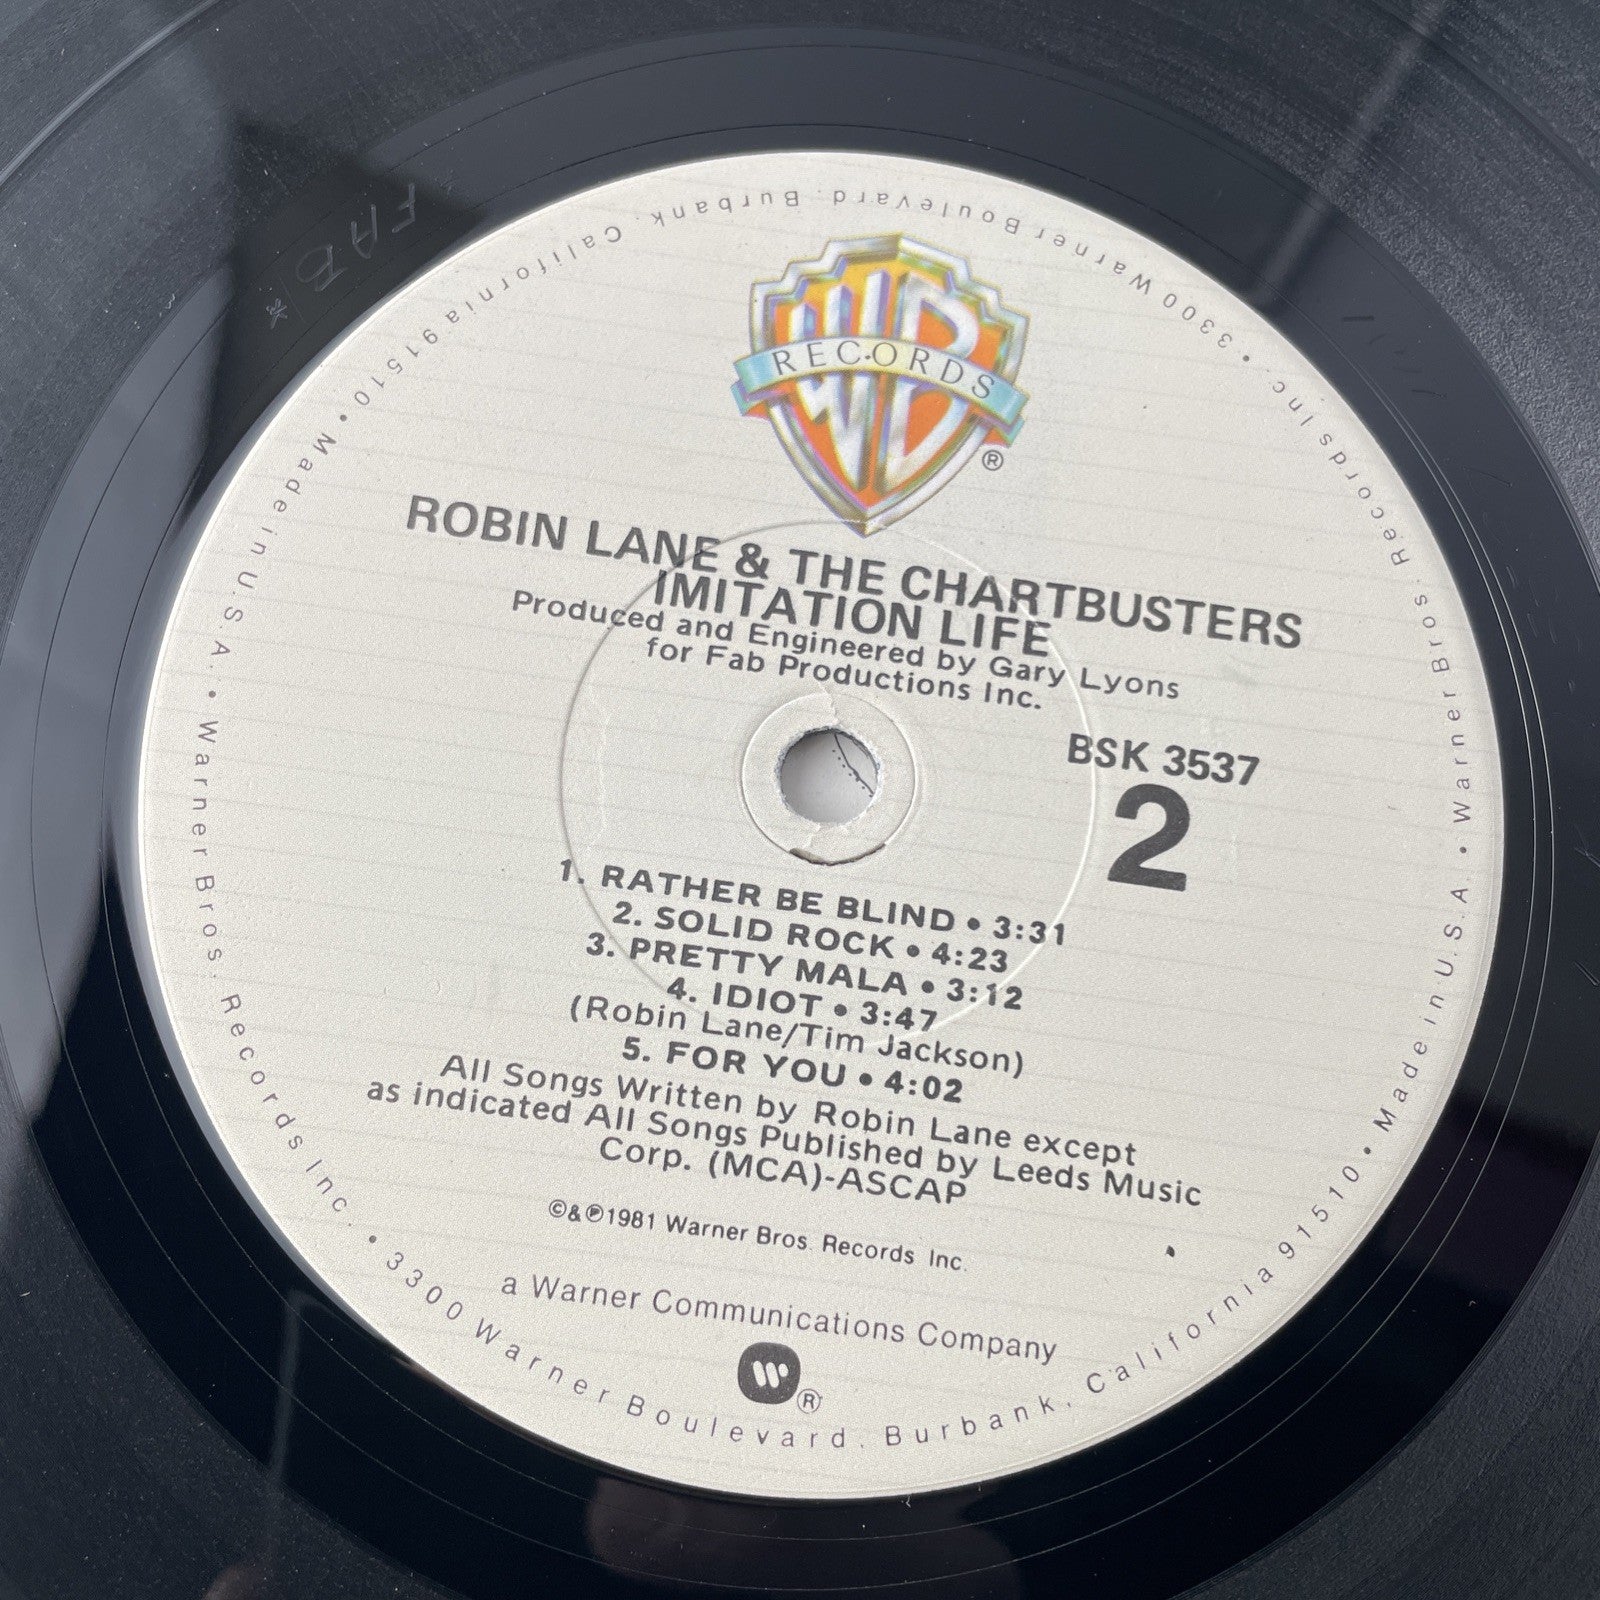 WB
RECORDS
®
ROBIN LANE & THE CHARTBUSTERS
IMITATION LIFE
Produced and Engineered by Gary Lyons
for Fab Productions Inc.
BSK 3537
2
1. RATHER BE BLIND • 3:31
2. SOLID ROCK • 4:23
3. PRETTY MALA • 3:12
4. IDIOT • 3:47
(Robin Lane/Tim Jackson)
5. FOR YOU • 4:02
All Songs Written by Robin Lane except
as indicated All Songs Published by Leeds Music
Corp. (MCA)-ASCAP
©&℗1981 Warner Bros. Records Inc.
a Warner Communications Company
W ®
Warner Bros. Records Inc. • 3300 Warner Boulevard. Burbank, California 91510 • Made in U.S.A. • Warner Bros. Records Inc. • 3300 Warner Boulevard. Burbank, California 91510 • Made in U.S.A. •
FAB *